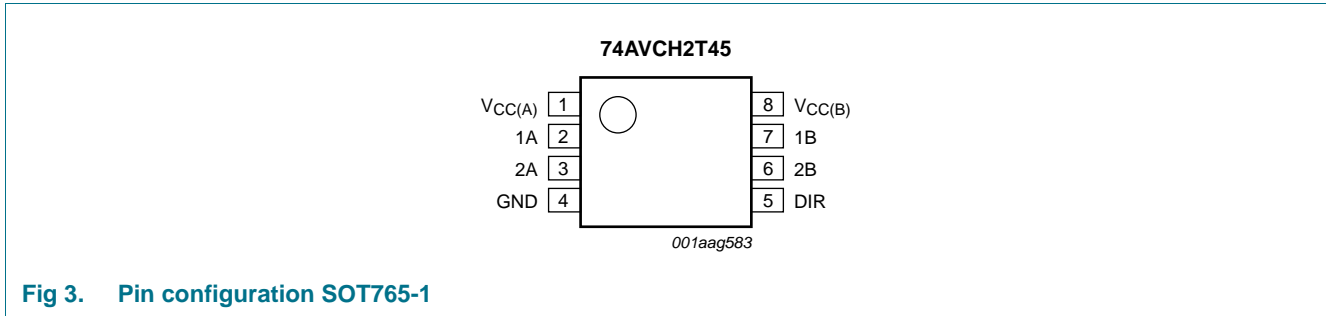 74AVCH2T45
VCC(A) 1 8 VCC(B)
1A 2 7 1B
2A 3 6 2B
GND 4 5 DIR
001aag583
Fig 3. Pin configuration SOT765-1